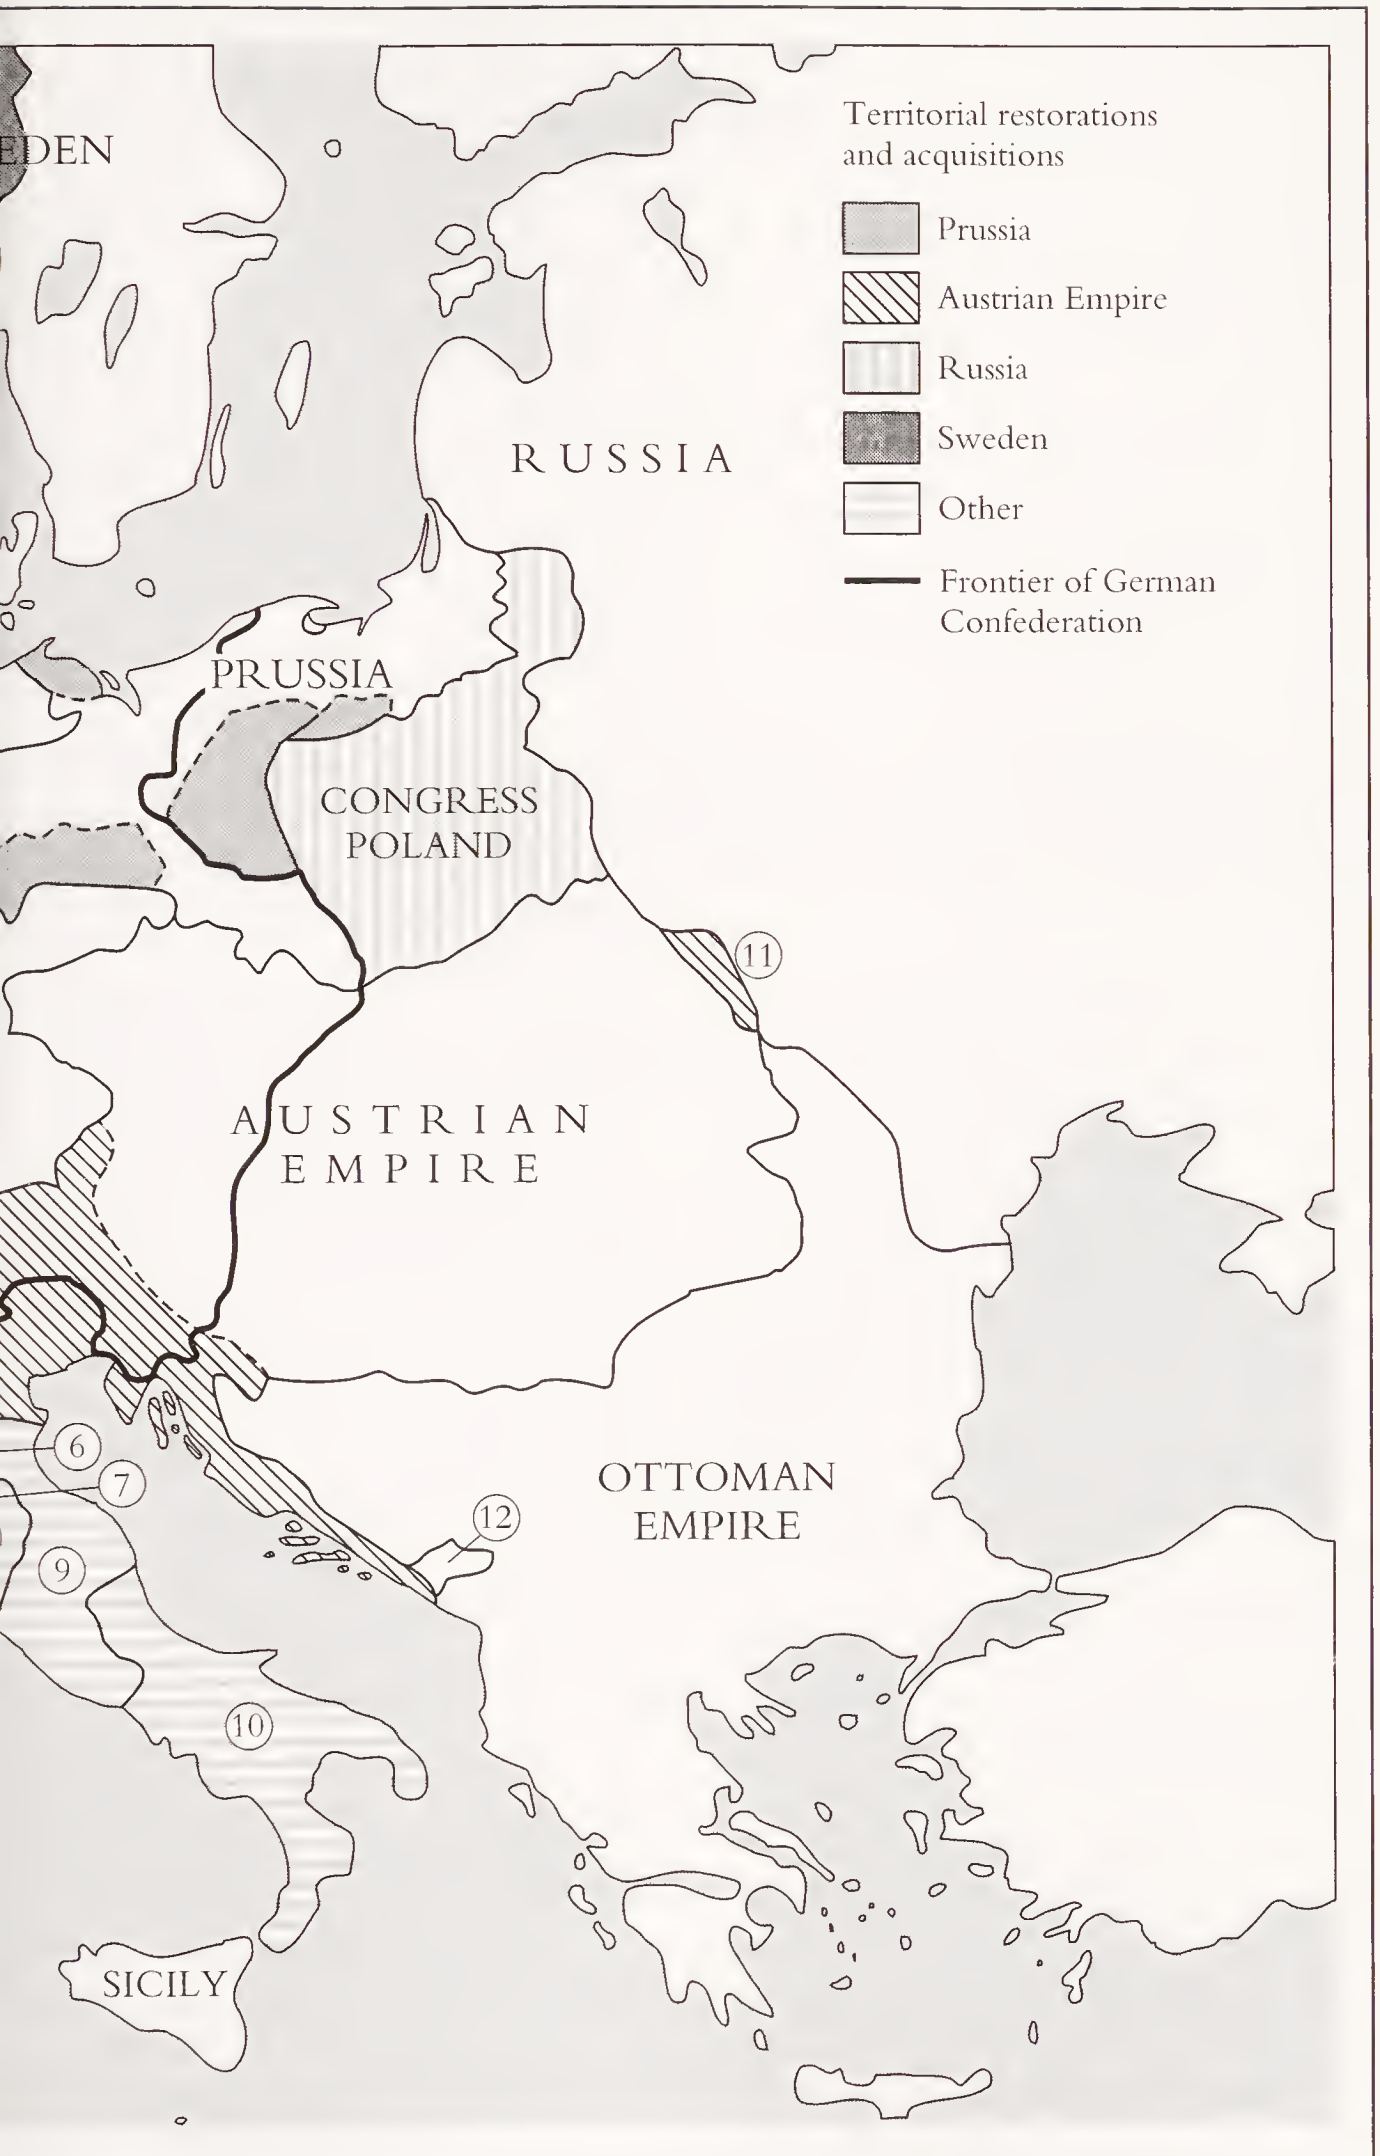 EDEN
Territorial restorations
and acquisitions
Prussia
Austrian Empire
Russia
Sweden
Other
Frontier of German
Confederation
RUSSIA
PRUSSIA
CONGRESS
POLAND
11
AUSTRIAN
EMPIRE
6
7
OTTOMAN
EMPIRE
12
9
10
SICILY